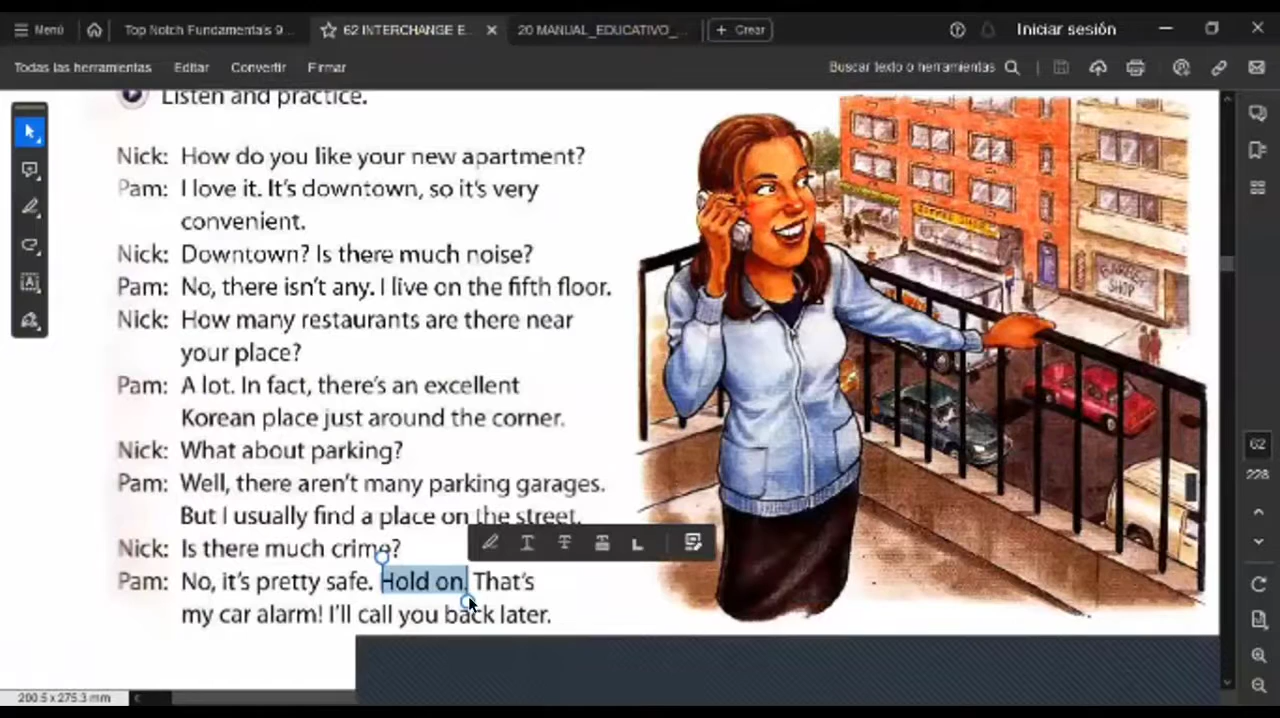 Menú
Top Notch Fundamentals 9...
62 INTERCHANGE E...
20 MANUAL_EDUCATIVO_...
+ Crear
Iniciar sesión
Todas las herramientas
Editar
Convertir
Firmar
Buscar texto o herramientas
Listen and practice.
Nick: How do you like your new apartment?
Pam: I love it. It's downtown, so it's very
convenient.
Nick: Downtown? Is there much noise?
Pam: No, there isn't any. I live on the fifth floor.
Nick: How many restaurants are there near
your place?
Pam: A lot. In fact, there's an excellent
Korean place just around the corner.
Nick: What about parking?
Pam: Well, there aren't many parking garages.
But I usually find a place on the street.
Nick: Is there much crime?
Pam: No, it's pretty safe. Hold on. That's
my car alarm! I'll call you back later.
SHOP
62
228
200.5 x 275.3 mm